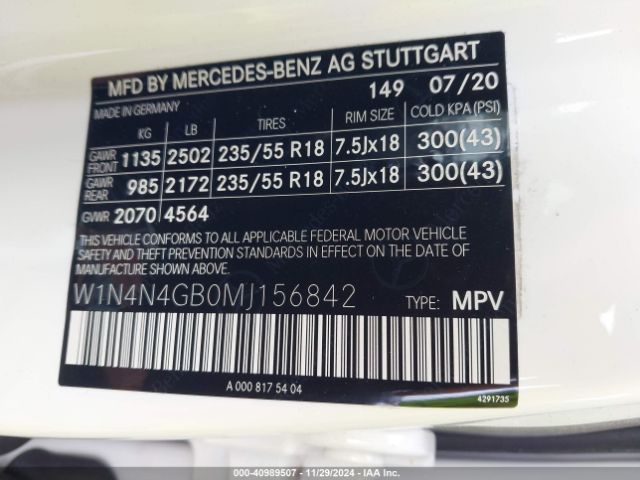 MFD BY MERCEDES-BENZ AG STUTTGART
149 07/20
MADE IN GERMANY
KG LB TIRES RIM SIZE COLD KPA (PSI)
GAWR FRONT 1135 2502 235/55 R18 7.5Jx18 300(43)
GAWR REAR 985 2172 235/55 R18 7.5Jx18 300(43)
GVWR 2070 4564
THIS VEHICLE CONFORMS TO ALL APPLICABLE FEDERAL MOTOR VEHICLE
SAFETY AND THEFT PREVENTION STANDARDS IN EFFECT ON THE DATE OF
MANUFACTURE SHOWN ABOVE.
W1N4N4GB0MJ156842 TYPE: MPV
A 000 817 54 04
4291735
000-40989507 - 11/29/2024 - IAA Inc.